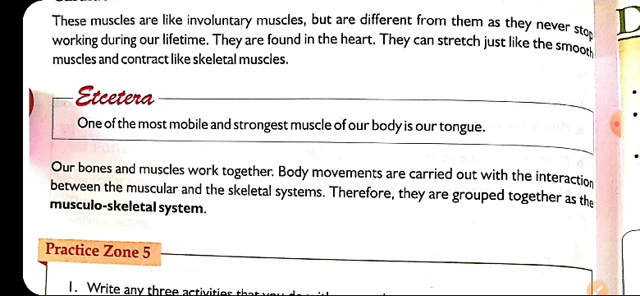 These muscles are like involuntary muscles, but are different from them as they never stop
working during our lifetime. They are found in the heart. They can stretch just like the smooth
muscles and contract like skeletal muscles.
Etcetera
One of the most mobile and strongest muscle of our body is our tongue.
Our bones and muscles work together. Body movements are carried out with the interaction
between the muscular and the skeletal systems. Therefore, they are grouped together as the
musculo-skeletal system.
Practice Zone 5
1. Write any three activities that you do